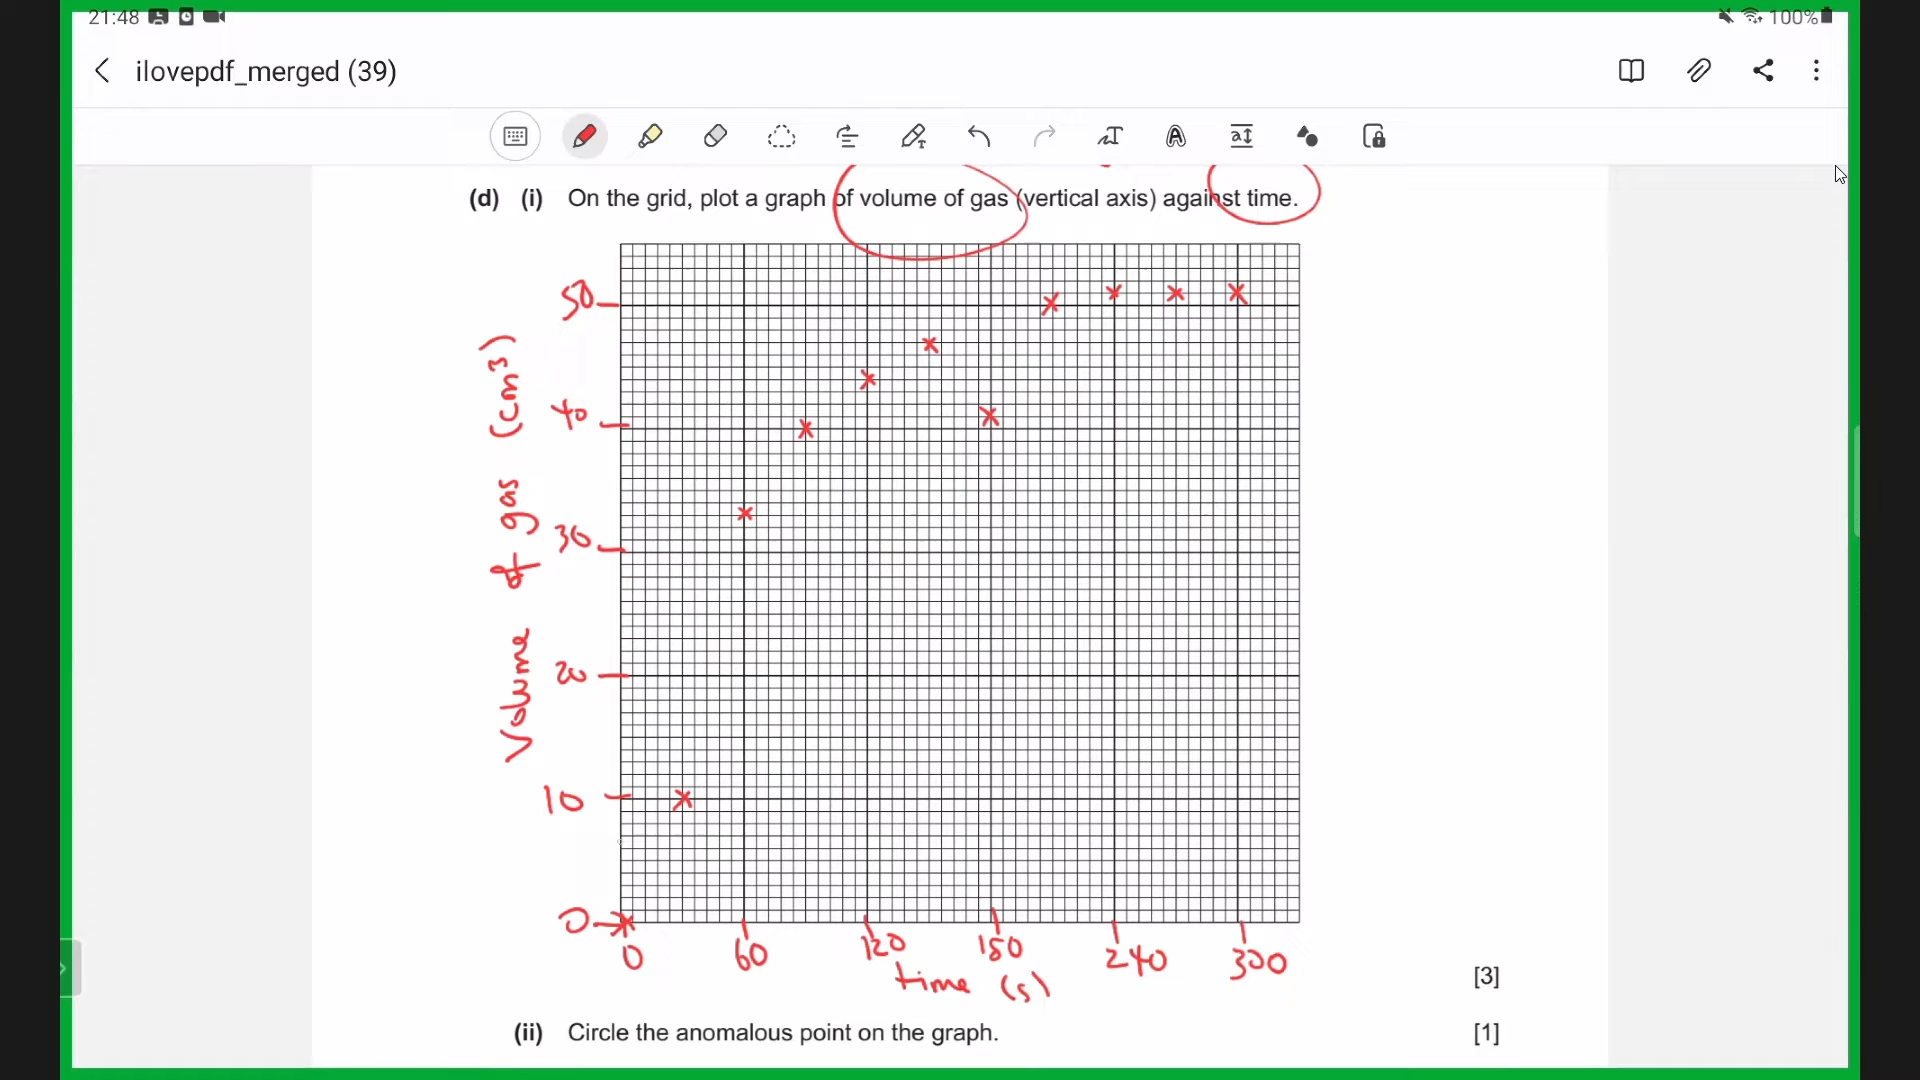 21:48
100%
ilovepdf_merged (39)
(d) (i) On the grid, plot a graph of volume of gas (vertical axis) against time.
50
40
30
20
10
0
Volume of gas (cm³)
0 60 120 180 240 300
time (s)
[3]
(ii) Circle the anomalous point on the graph. [1]